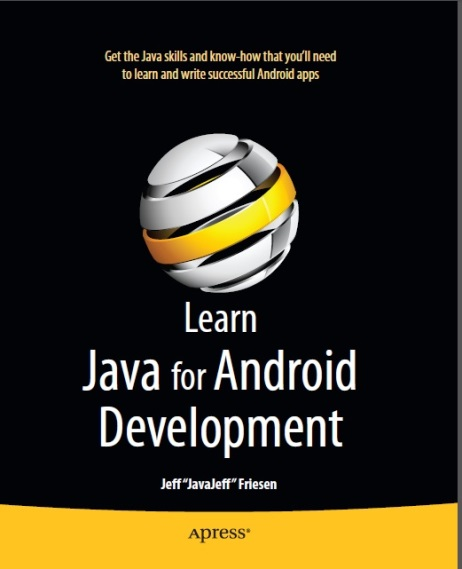 Get the Java skills and know-how that you'll need
to learn and write successful Android apps
Learn
Java for Android
Development
Jeff "JavaJeff" Friesen
Apress®